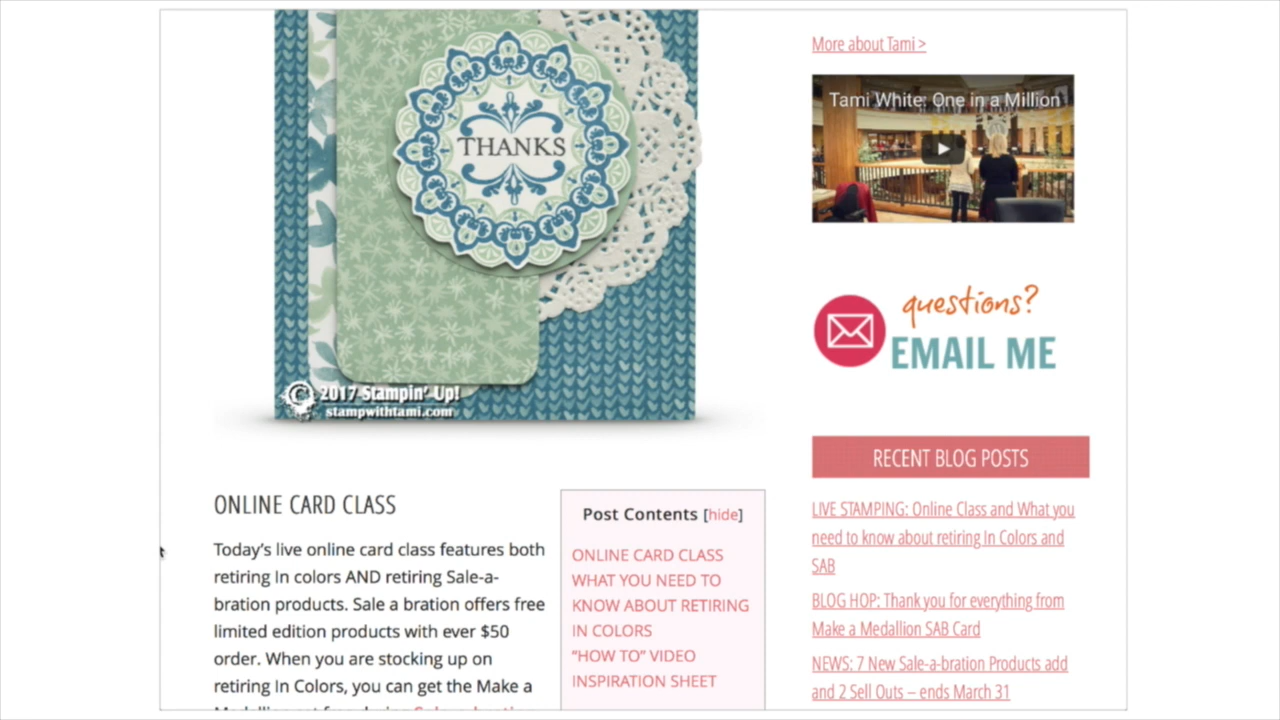 THANKS
2017 Stampin' Up!
stampwithtami.com
ONLINE CARD CLASS
Today's live online card class features both
retiring In colors AND retiring Sale-a-
bration products. Sale a bration offers free
limited edition products with ever $50
order. When you are stocking up on
retiring In Colors, you can get the Make a
Post Contents [hide]
ONLINE CARD CLASS
WHAT YOU NEED TO
KNOW ABOUT RETIRING
IN COLORS
"HOW TO" VIDEO
INSPIRATION SHEET
More about Tami >
Tami White: One in a Million
questions?
EMAIL ME
RECENT BLOG POSTS
LIVE STAMPING: Online Class and What you
need to know about retiring In Colors and
SAB
BLOG HOP: Thank you for everything from
Make a Medallion SAB Card
NEWS: 7 New Sale-a-bration Products add
and 2 Sell Outs – ends March 31